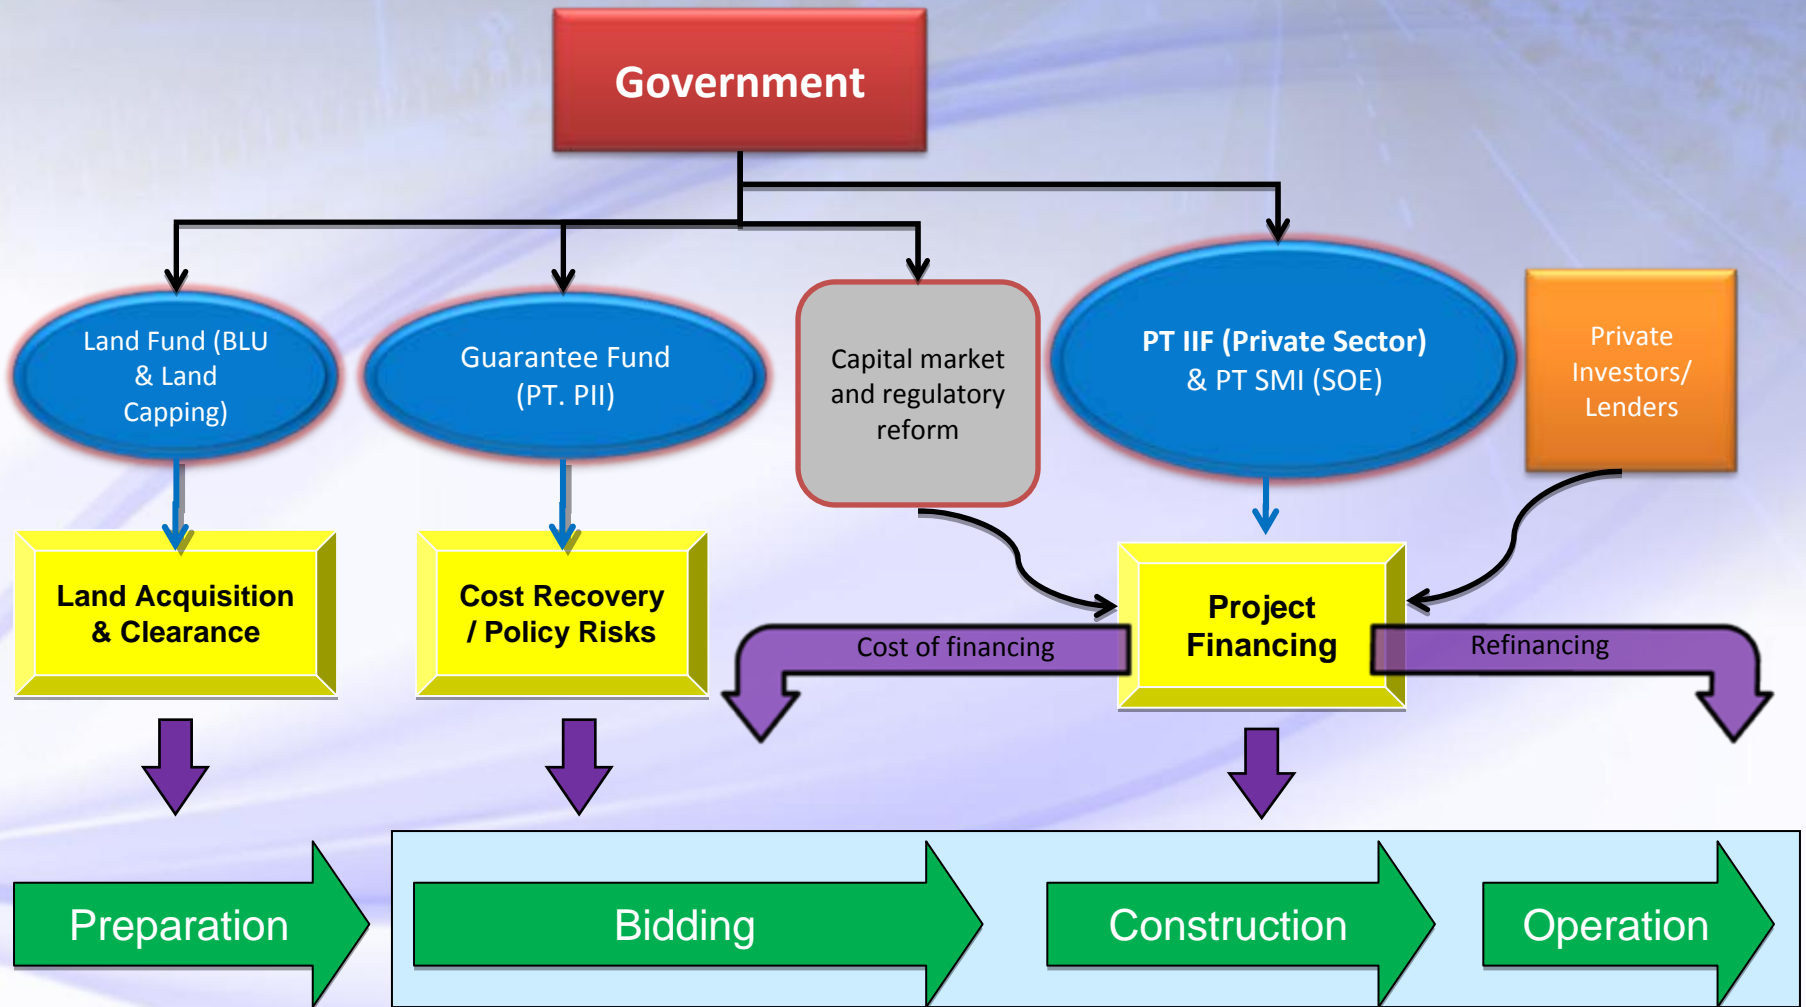 Government
Land Fund (BLU
& Land
Capping)
Guarantee Fund
(PT. PII)
Capital market
and regulatory
reform
PT IIF (Private Sector)
& PT SMI (SOE)
Private
Investors/
Lenders
Land Acquisition
& Clearance
Cost Recovery
/ Policy Risks
Cost of financing
Project
Financing
Refinancing
Preparation
Bidding
Construction
Operation